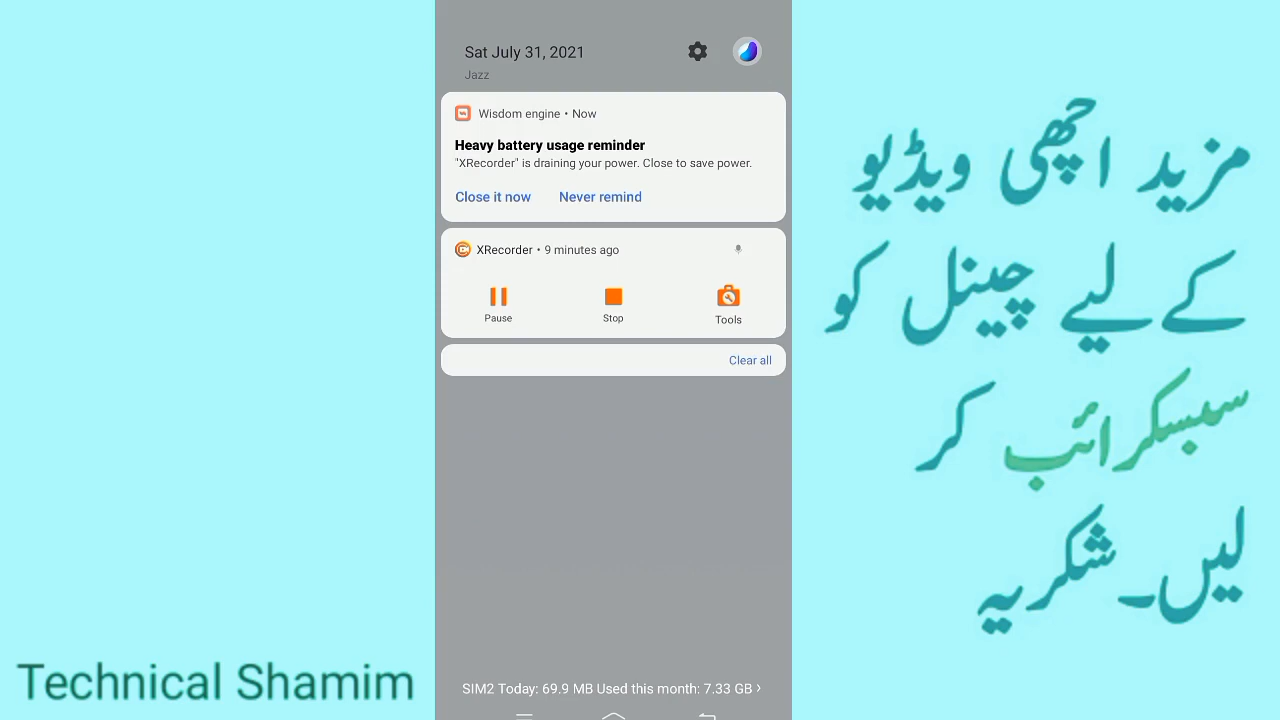 Sat July 31, 2021
Jazz
Wisdom engine • Now
Heavy battery usage reminder
"XRecorder" is draining your power. Close to save power.
Close it now Never remind
XRecorder • 9 minutes ago
Pause Stop Tools
Clear all
SIM2 Today: 69.9 MB Used this month: 7.33 GB ›
مزید اچھی ویڈیو
کےلیے چینل کو
سبسکرائب کر
لیں۔شکریہ
Technical Shamim